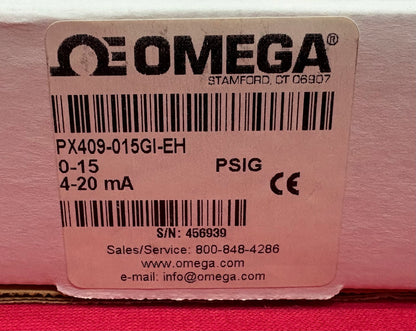 OMEGA®
STAMFORD, CT 06907
PX409-015GI-EH
0-15 PSIG
4-20 mA
CE
S/N: 456939
Sales/Service: 800-848-4286
www.omega.com
e-mail: info@omega.com